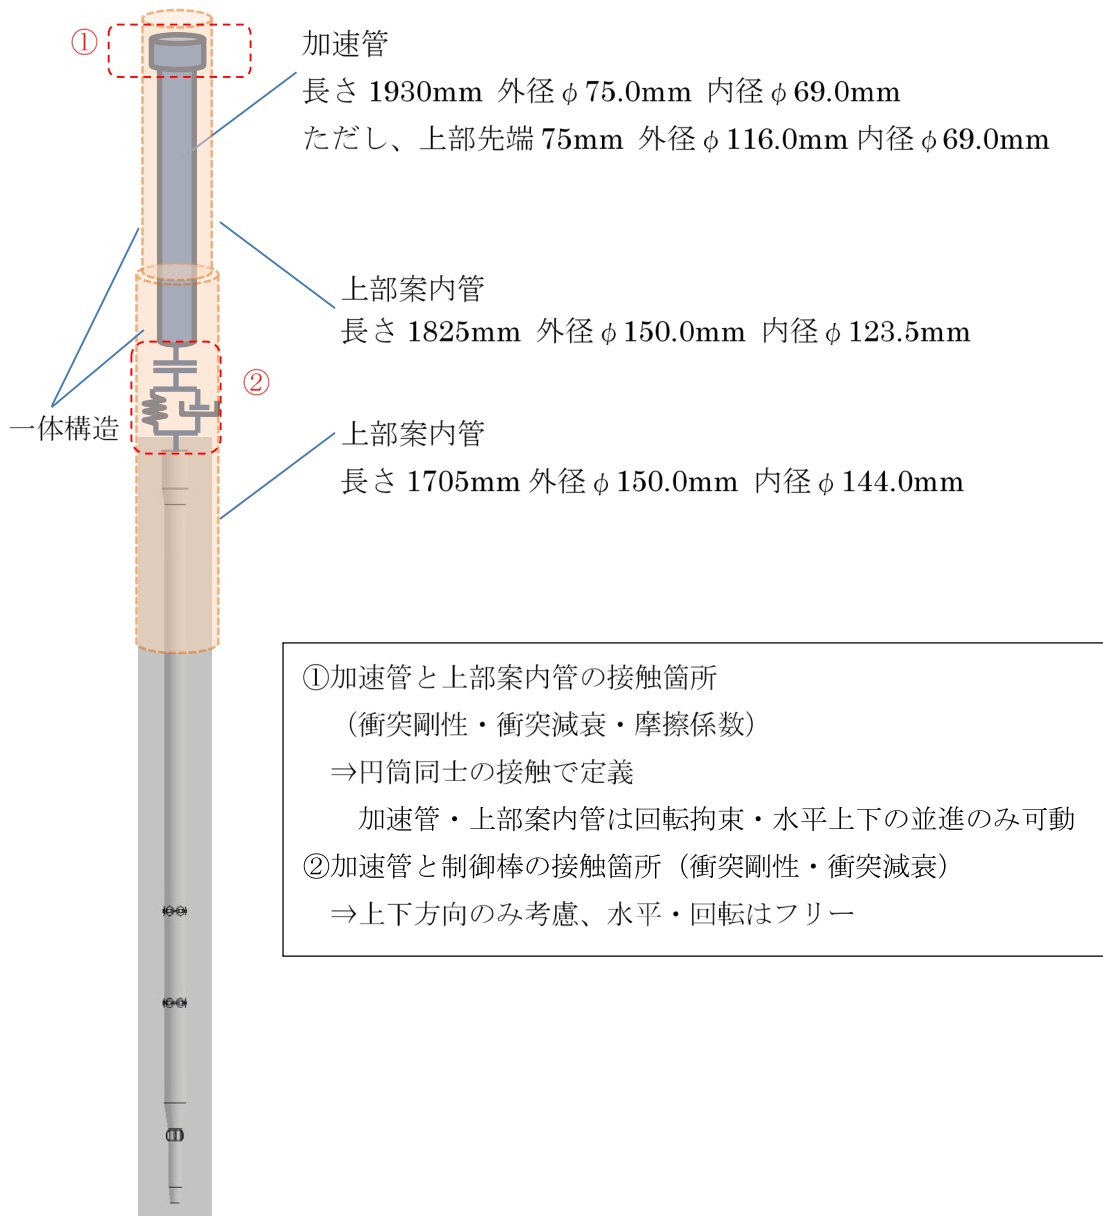 ①
加速管
長さ 1930mm 外径φ75.0mm 内径φ69.0mm
ただし、上部先端 75mm 外径φ116.0mm 内径φ69.0mm
上部案内管
長さ 1825mm 外径φ150.0mm 内径φ123.5mm
②
一体構造
上部案内管
長さ 1705mm 外径φ150.0mm 内径φ144.0mm
①加速管と上部案内管の接触箇所
（衝突剛性・衝突減衰・摩擦係数）
⇒円筒同士の接触で定義
加速管・上部案内管は回転拘束・水平上下の並進のみ可動
②加速管と制御棒の接触箇所（衝突剛性・衝突減衰）
⇒上下方向のみ考慮、水平・回転はフリー